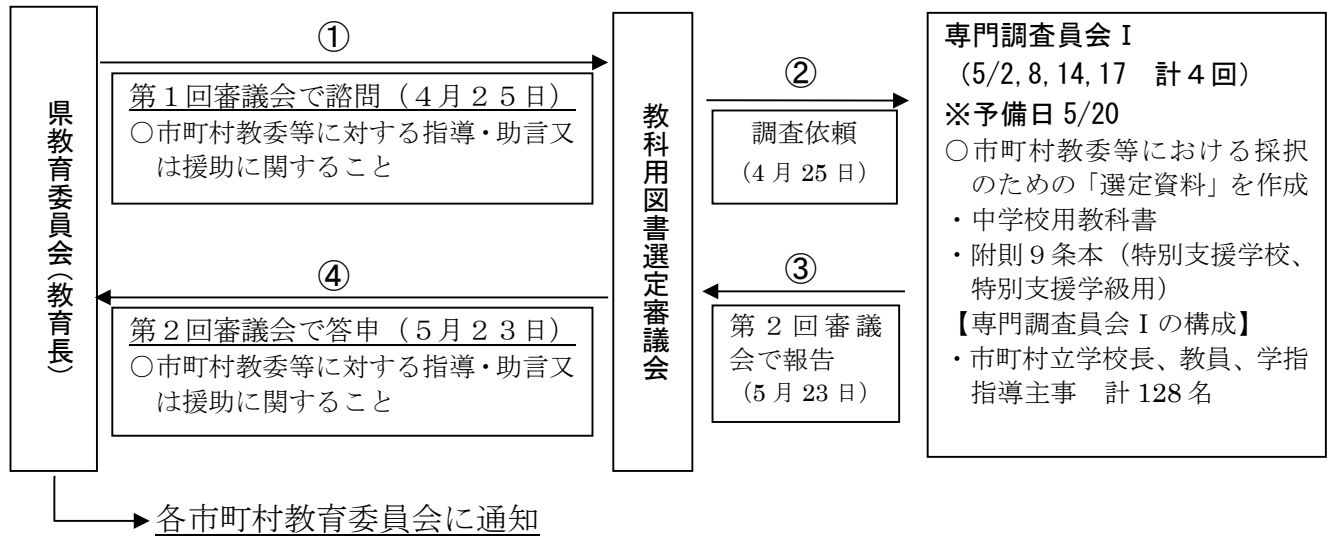 県教育委員会(教育長)
①
第１回審議会で諮問（４月２５日）
○市町村教委等に対する指導・助言又
は援助に関すること
④
第２回審議会で答申（５月２３日）
○市町村教委等に対する指導・助言又
は援助に関すること
教科用図書選定審議会
②
調査依頼
（4 月 25 日）
③
第２回審議
会で報告
（5 月 23 日）
専門調査員会Ⅰ
（5/2, 8, 14, 17　計４回）
※予備日 5/20
○市町村教委等における採択
のための「選定資料」を作成
・中学校用教科書
・附則９条本（特別支援学校、
特別支援学級用）
【専門調査員会Ⅰの構成】
・市町村立学校長、教員、学指
指導主事　計 128 名
各市町村教育委員会に通知